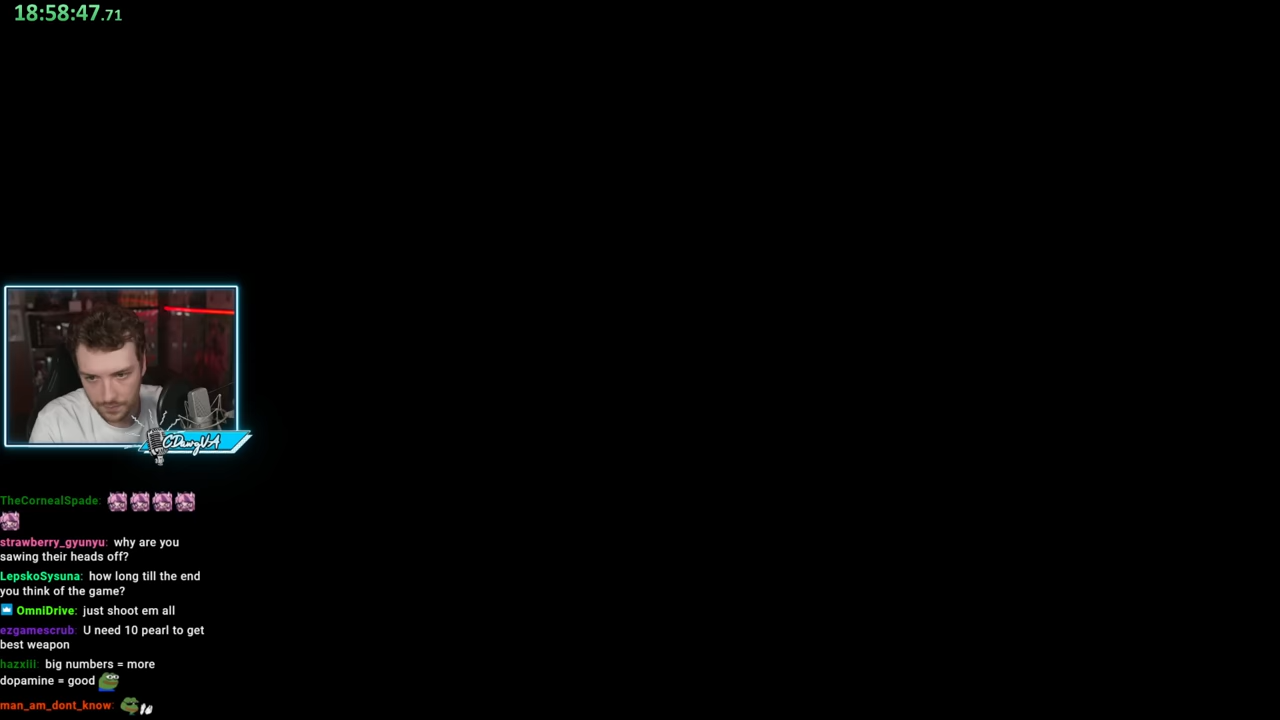 18:58:47.71
CDawgVA
TheCornealSpade:
strawberry_gyunyu: why are you
sawing their heads off?
LepskoSysuna: how long till the end
you think of the game?
OmniDrive: just shoot em all
ezgamescrub: U need 10 pearl to get
best weapon
hazxlil: big numbers = more
dopamine = good
man_am_dont_know: